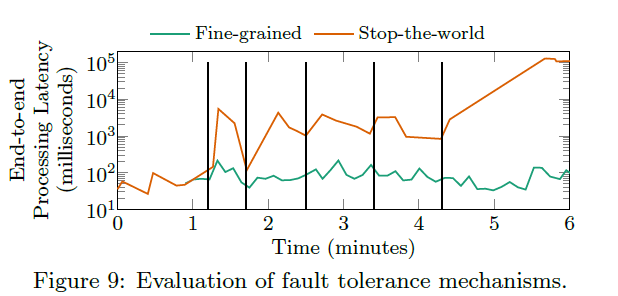 Fine-grained Stop-the-world
End-to-end
Processing Latency
(milliseconds)
10^5
10^4
10^3
10^2
10^1
0 1 2 3 4 5 6
Time (minutes)
Figure 9: Evaluation of fault tolerance mechanisms.